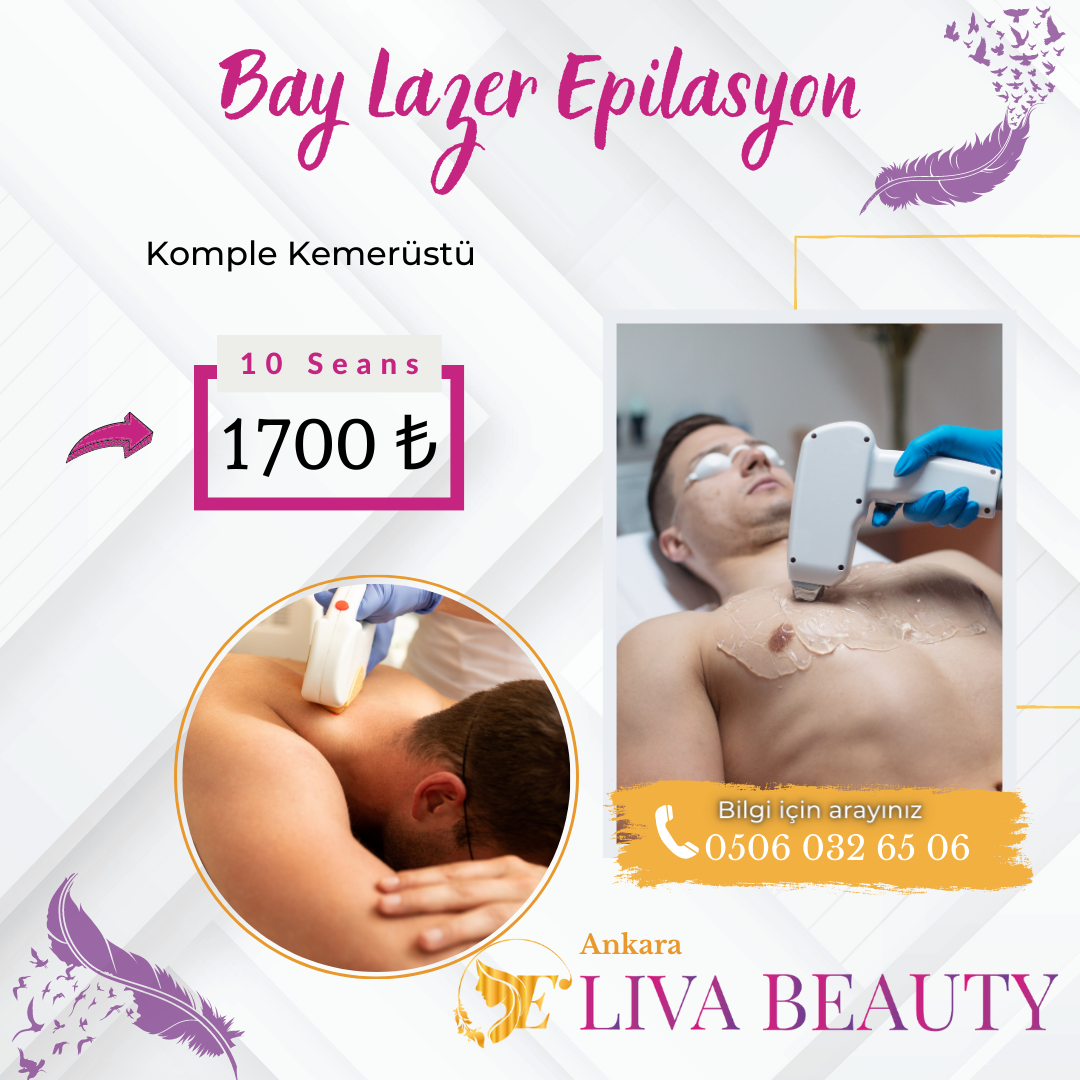 Bay Lazer Epilasyon
Komple Kemerüstü
10 Seans
1700 ₺
Bilgi için arayınız
0506 032 65 06
Ankara
E' LIVA BEAUTY